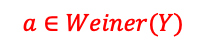 a ∈ Weiner(Y)